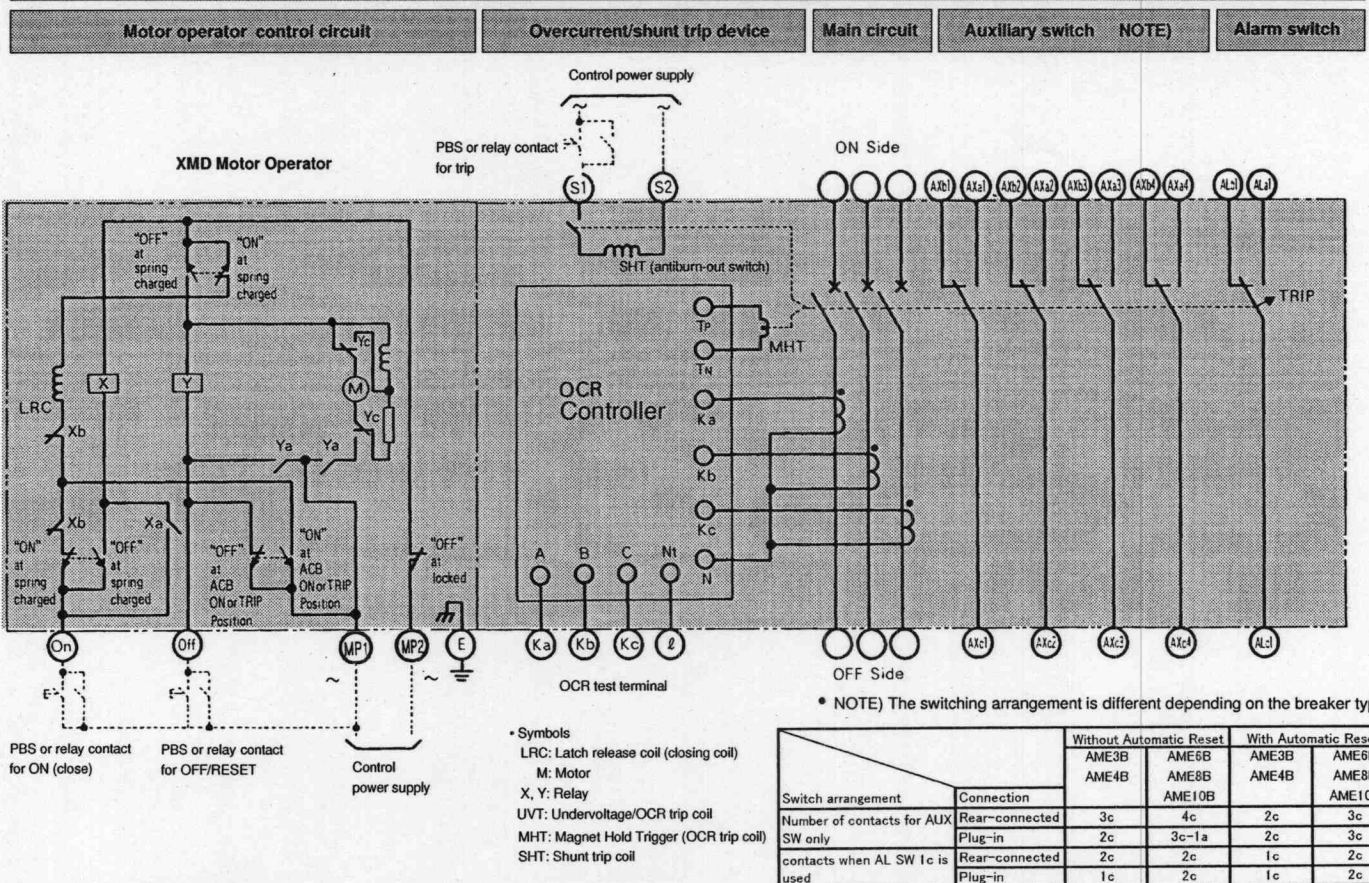 Motor operator control circuit
Overcurrent/shunt trip device
Main circuit
Auxiliary switch NOTE)
Alarm switch
Control power supply
~ ~
PBS or relay contact
for trip
XMD Motor Operator
ON Side
S1 S2
AXb1 AXa1 AXb2 AXa2 AXb3 AXa3 AXb4 AXa4
ALa1
"OFF"
at
spring
charged
"ON"
at
spring
charged
SHT (antiburn-out switch)
TRIP
TP
TN
MHT
OCR
Controller
Ka
Kb
Kc
N
A B C Nt
LRC
X
Y
Yc
M
Yc
Xb
Ya Ya
Xb
Xa
"ON"
at
spring
charged
"OFF"
at
spring
charged
"OFF"
at
ACB
ON or TRIP
Position
"ON"
at
ACB
ON or TRIP
Position
"OFF"
at
locked
On Off MP1 MP2 E
~ ~
Ka Kb Kc ℓ
OCR test terminal
OFF Side
AXc1 AXc2 AXc3 AXc4
PBS or relay contact
for ON (close)
PBS or relay contact
for OFF/RESET
Control
power supply
• NOTE) The switching arrangement is different depending on the breaker
• Symbols
LRC: Latch release coil (closing coil)
M: Motor
X, Y: Relay
UVT: Undervoltage/OCR trip coil
MHT: Magnet Hold Trigger (OCR trip coil)
SHT: Shunt trip coil
Without Automatic Reset With Automatic
AME3B AME6B AME3B
AME4B AME8B AME4B
AME10B
Switch arrangement Connection
Number of contacts for AUX SW only
Rear-connected 3c 4c 2c 3c
Plug-in 2c 3c-1a 2c 3c
contacts when AL SW 1c is used
Rear-connected 2c 2c 1c 2c
Plug-in 1c 2c 1c 2c